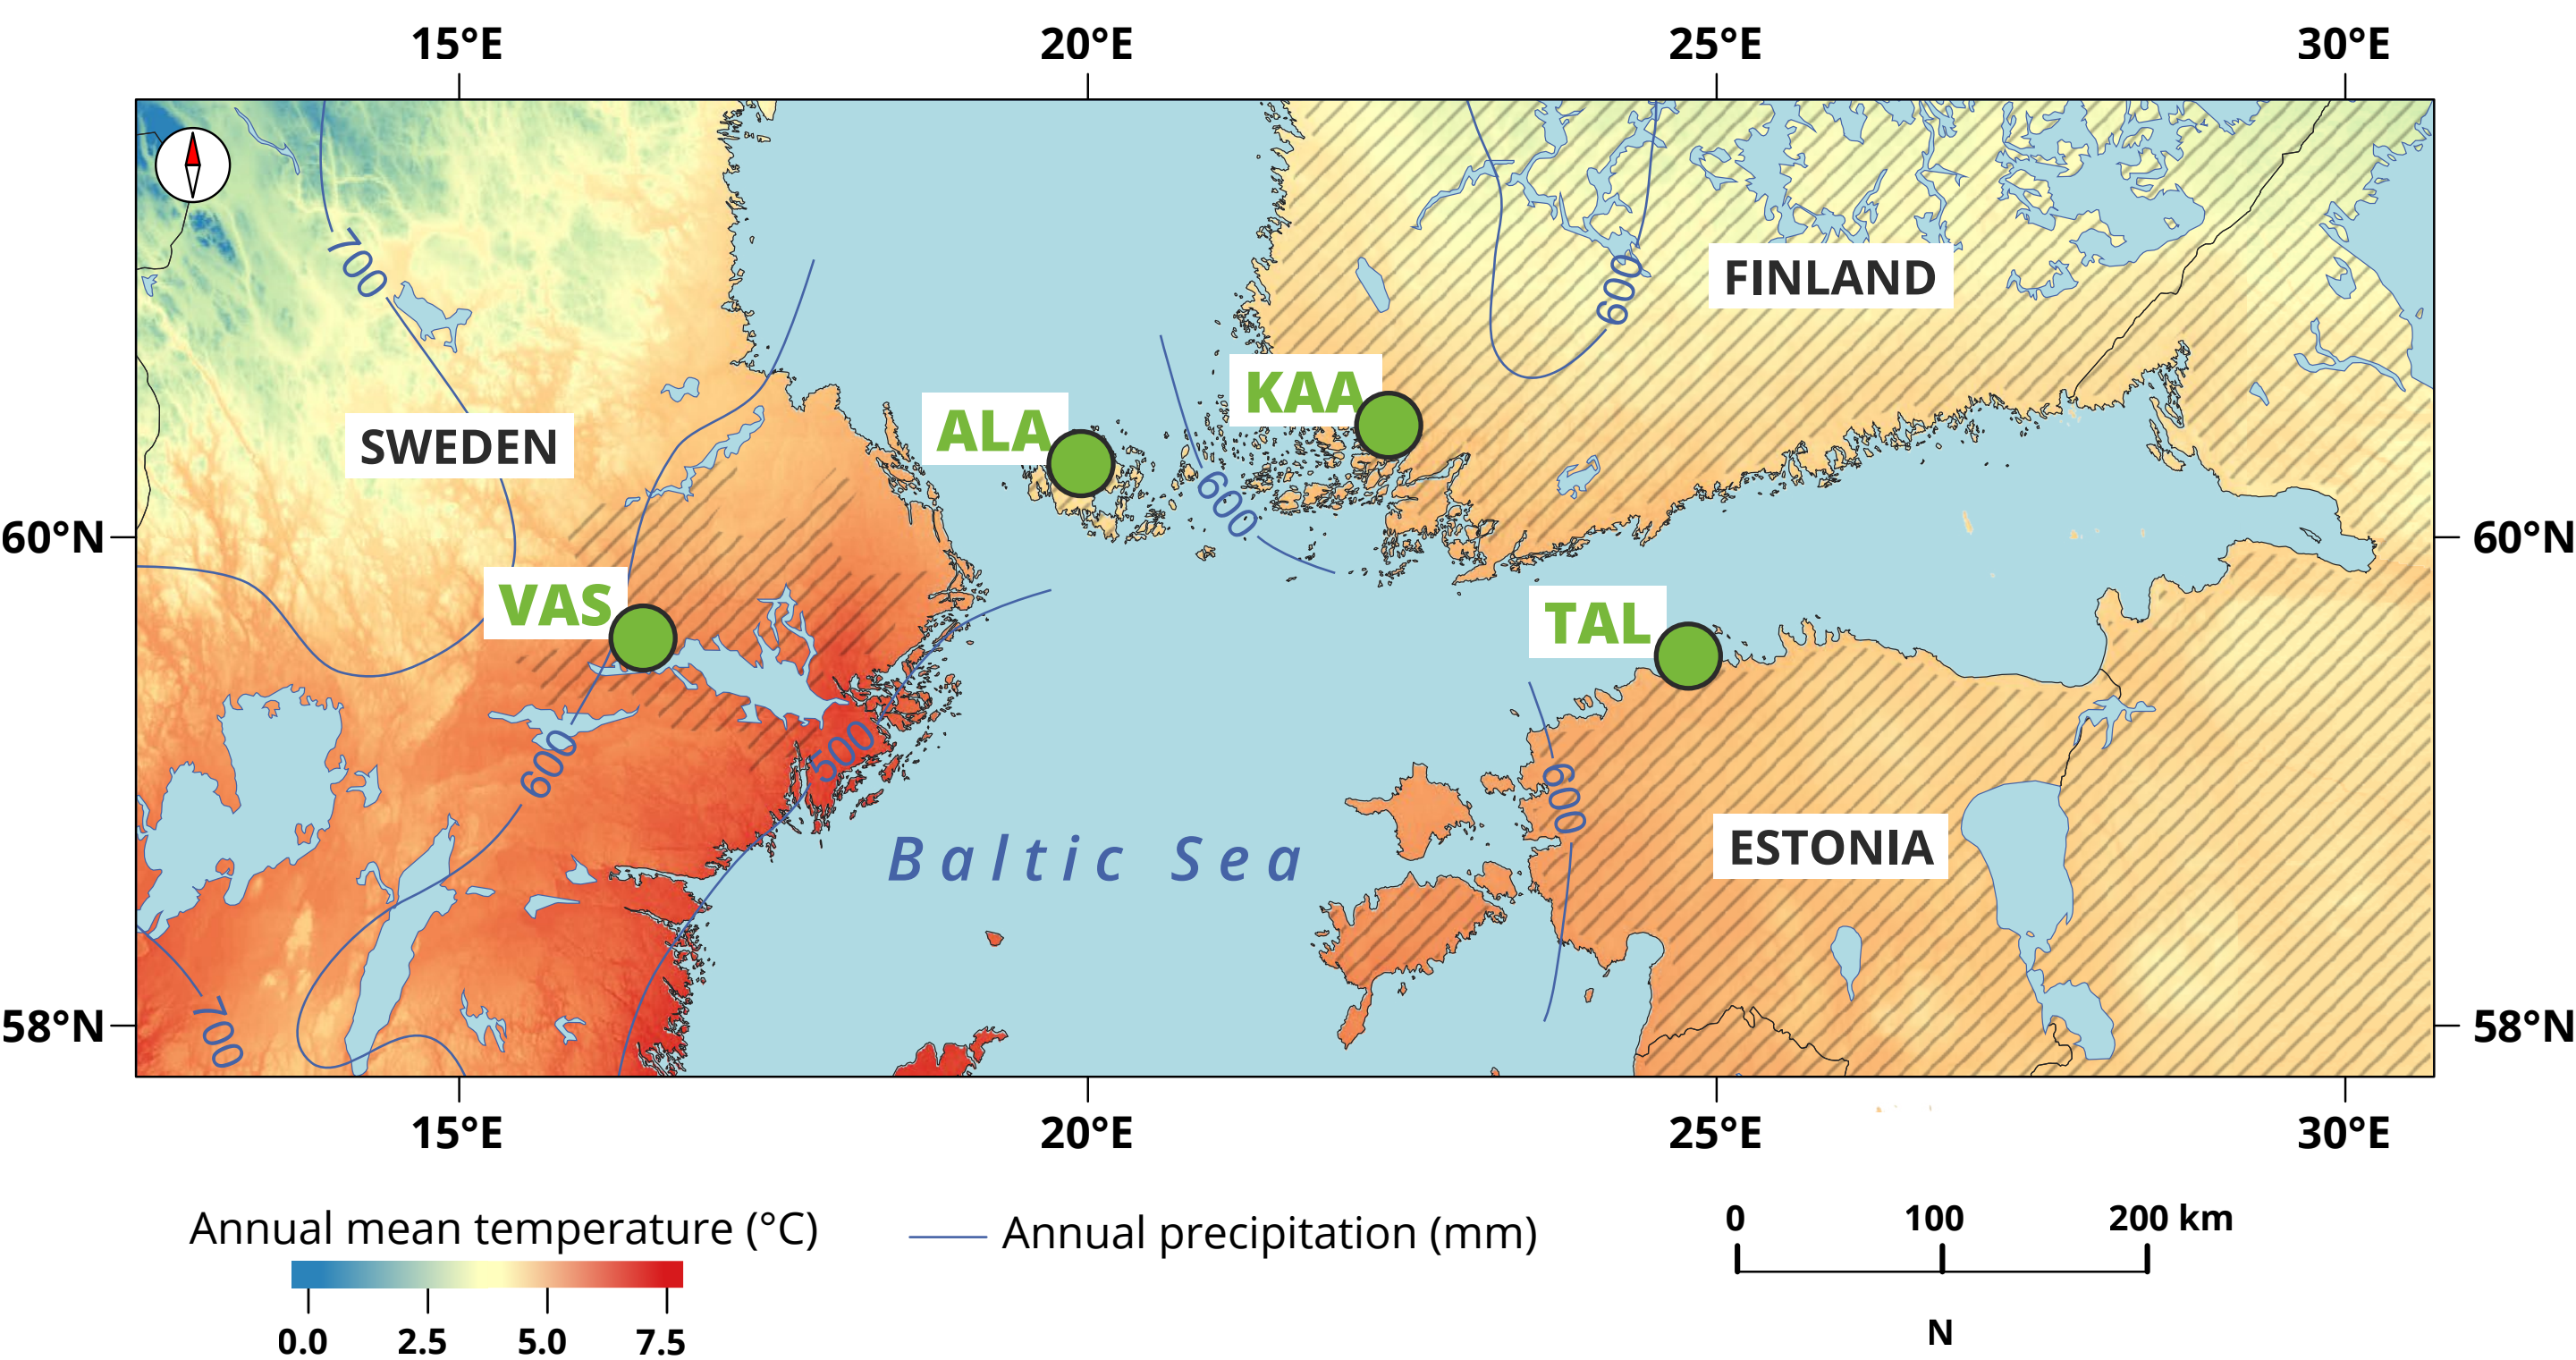 15°E 20°E 25°E 30°E
700
600
FINLAND
KAA
ALA
SWEDEN
600
60°N 60°N
VAS
TAL
500
600
600
ESTONIA
Baltic Sea
700
58°N 58°N
15°E 20°E 25°E 30°E
Annual mean temperature (°C)
0.0 2.5 5.0 7.5
Annual precipitation (mm)
0 100 200 km
N